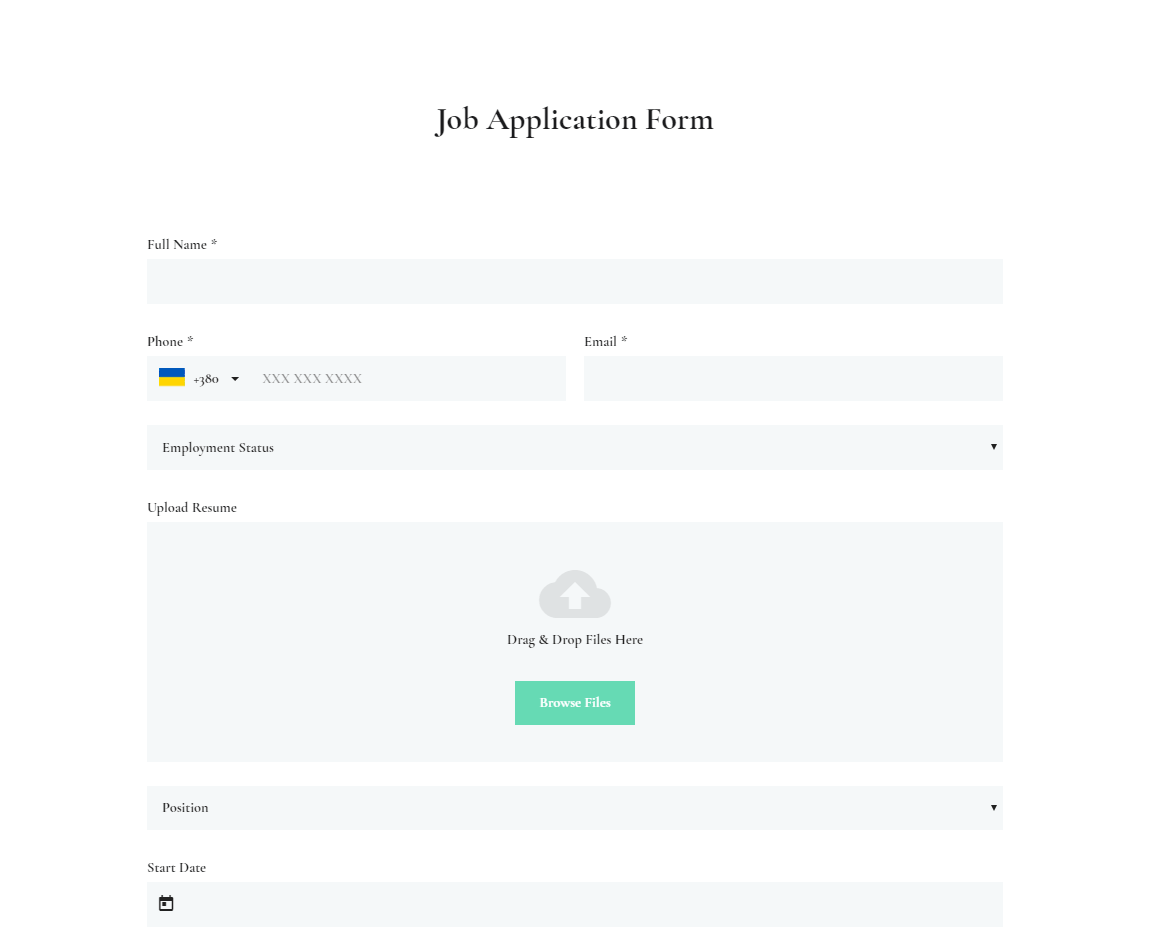 Job Application Form
Full Name *
Phone *
Email *
+380
XXX XXX XXXX
Employment Status
Upload Resume
Drag & Drop Files Here
Browse Files
Position
Start Date